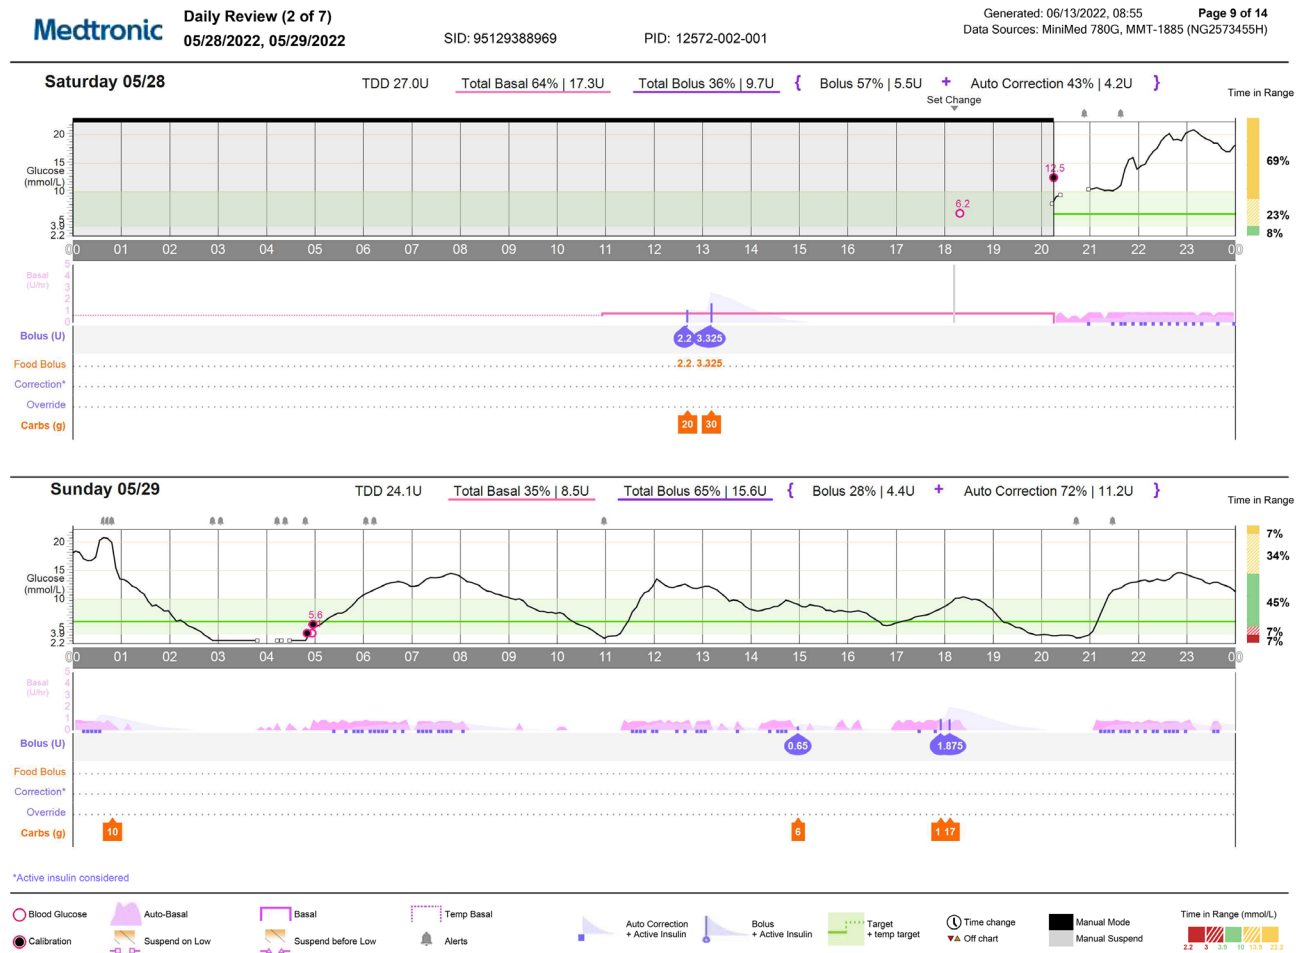 Medtronic
Daily Review (2 of 7)
05/28/2022, 05/29/2022
SID: 95129388969
PID: 12572-002-001
Generated: 06/13/2022, 08:55 Page 9 of 14
Data Sources: MiniMed 780G, MMT-1885 (NG2573455H)
Saturday 05/28
TDD 27.0U
Total Basal 64% | 17.3U
Total Bolus 36% | 9.7U
{ Bolus 57% | 5.5U + Auto Correction 43% | 4.2U }
Set Change
Time in Range
20
15
10
5
3.9
2.2
Glucose
(mmol/L)
12.5
6.2
69%
23%
8%
00 01 02 03 04 05 06 07 08 09 10 11 12 13 14 15 16 17 18 19 20 21 22 23 00
Basal
(U/hr)
5
4
3
2
1
0
Bolus (U)
2.2 3.325
Food Bolus
2.2 3.325
Correction*
Override
Carbs (g)
20 30
Sunday 05/29
TDD 24.1U
Total Basal 35% | 8.5U
Total Bolus 65% | 15.6U
{ Bolus 28% | 4.4U + Auto Correction 72% | 11.2U }
Time in Range
20
15
10
5
3.9
2.2
Glucose
(mmol/L)
5.6
7%
34%
45%
7%
7%
00 01 02 03 04 05 06 07 08 09 10 11 12 13 14 15 16 17 18 19 20 21 22 23 00
Basal
(U/hr)
5
4
3
2
1
0
Bolus (U)
0.65
1.875
Food Bolus
Correction*
Override
Carbs (g)
10
6
1 17
*Active insulin considered
Blood Glucose
Auto-Basal
Basal
Temp Basal
Auto Correction
+ Active Insulin
Bolus
+ Active Insulin
Target
+ temp target
Time change
Manual Mode
Time in Range (mmol/L)
Calibration
Suspend on Low
Suspend before Low
Alerts
Off chart
Manual Suspend
2.2 3 3.9 10 13.9 22.2